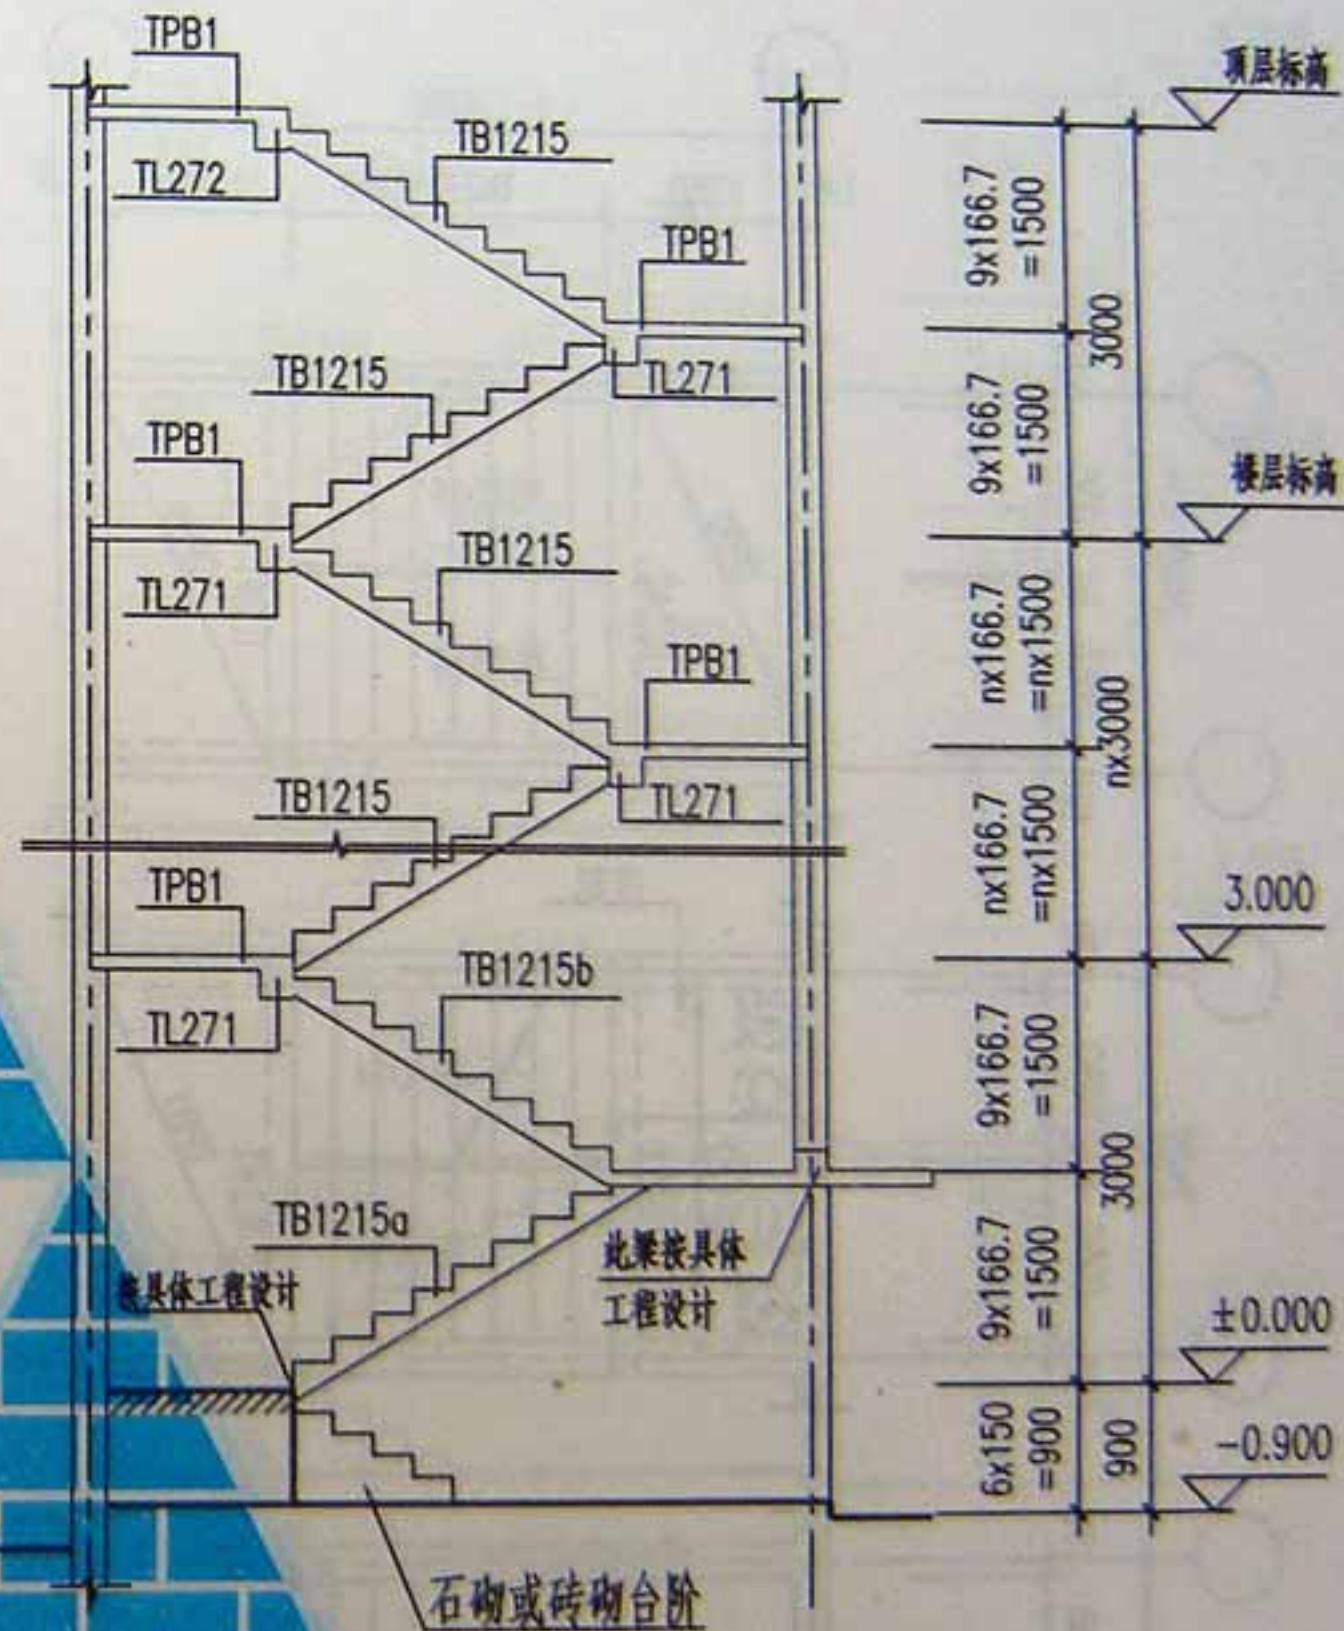 TPB1
顶层标高
TB1215
TL272
9x166.7
=1500
TPB1
3000
TB1215
TL271
9x166.7
=1500
TPB1
楼层标高
TB1215
TL271
nx166.7
=nx1500
TPB1
nx3000
TB1215
TL271
nx166.7
=nx1500
TPB1
3.000
TB1215b
TL271
9x166.7
=1500
3000
TB1215a
此梁按具体
工程设计
按具体工程设计
9x166.7
=1500
±0.000
6x150
=900
900
-0.900
石砌或砖砌台阶